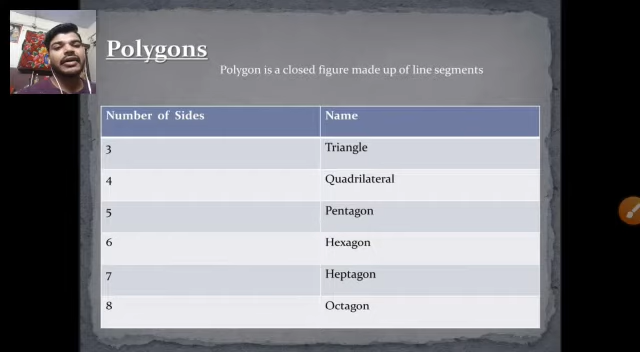 Polygons
Polygon is a closed figure made up of line segments
Number of Sides Name
3 Triangle
4 Quadrilateral
5 Pentagon
6 Hexagon
7 Heptagon
8 Octagon